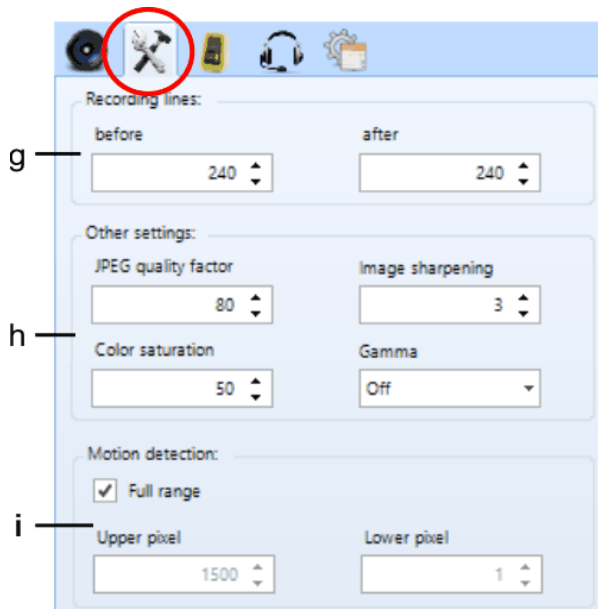 Recording lines:
before after
g
240 240
Other settings:
JPEG quality factor Image sharpening
80 3
h
Color saturation Gamma
50 Off
Motion detection:
Full range
i
Upper pixel Lower pixel
1500 1